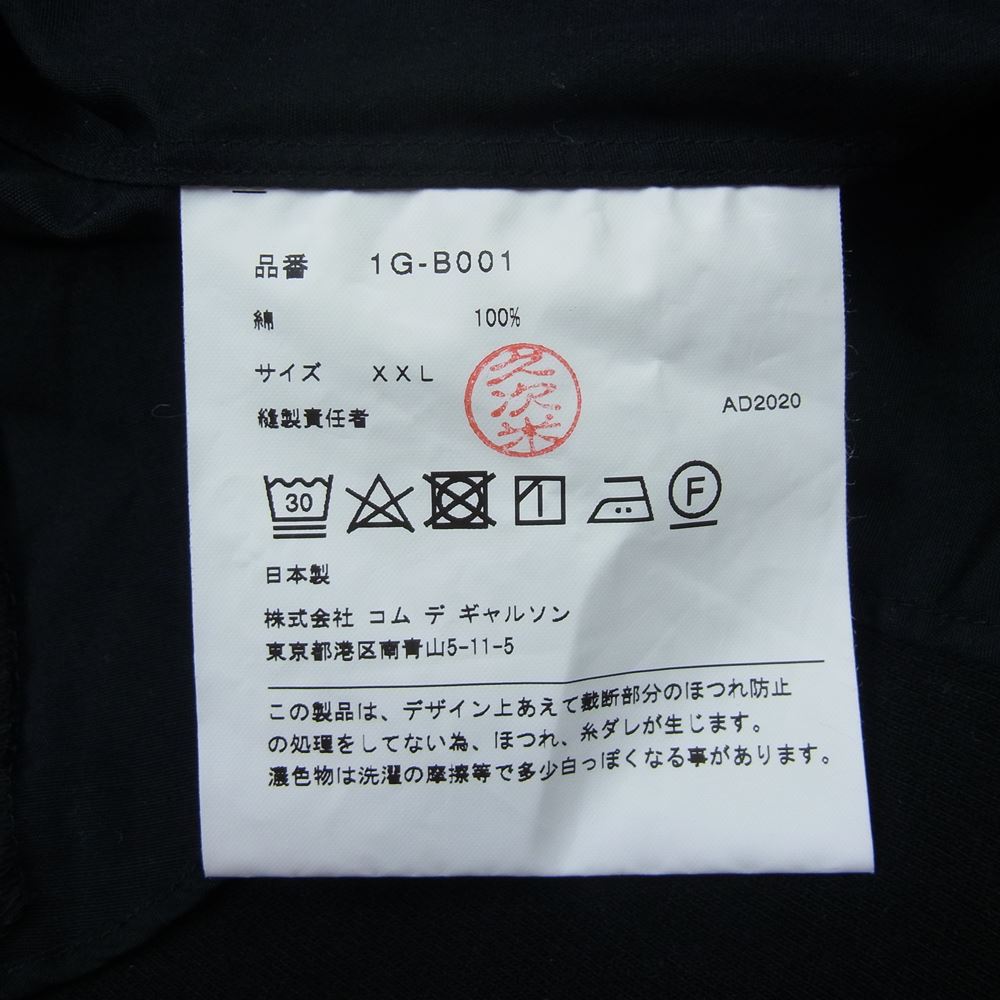 品番 1G-B001
綿 100%
サイズ XXL
縫製責任者 久次米
AD2020
30
F
日本製
株式会社 コム デ ギャルソン
東京都港区南青山5-11-5
この製品は、デザイン上あえて裁断部分のほつれ防止
の処理をしてない為、ほつれ、糸ダレが生じます。
濃色物は洗濯の摩擦等で多少白っぽくなる事があります。